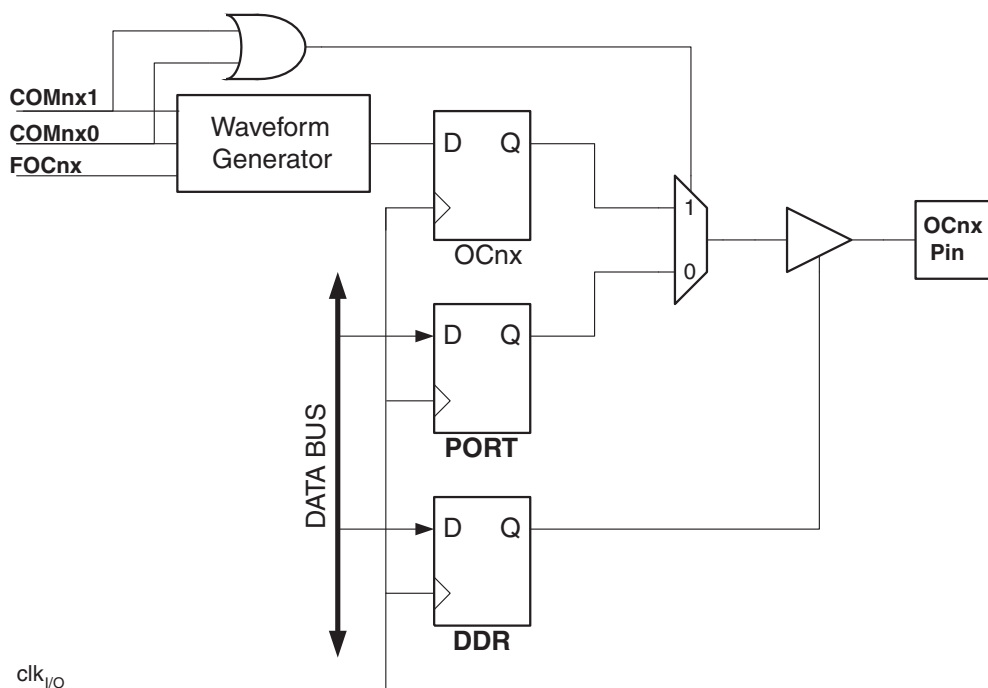 COMnx1
COMnx0
FOCnx
Waveform
Generator
D Q
OCnx
1
0
OCnx
Pin
D Q
PORT
DATA BUS
D Q
DDR
clkI/O